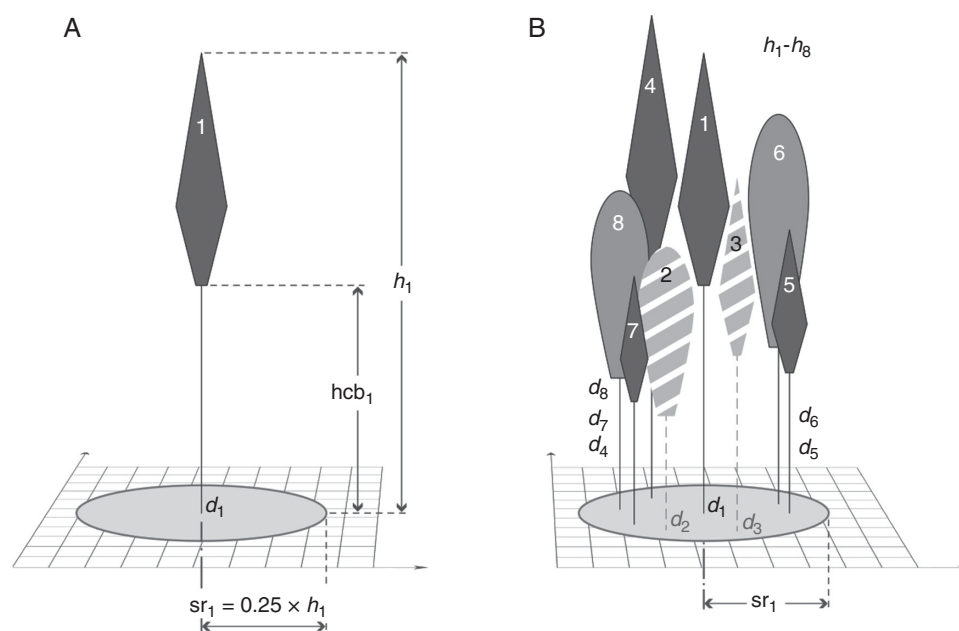 A
1
h₁
hcb₁
d₁
sr₁ = 0.25 × h₁
B
h₁-h₈
4
1
6
8
3
2
5
7
d₈
d₇
d₄
d₆
d₅
d₁
d₂
d₃
sr₁